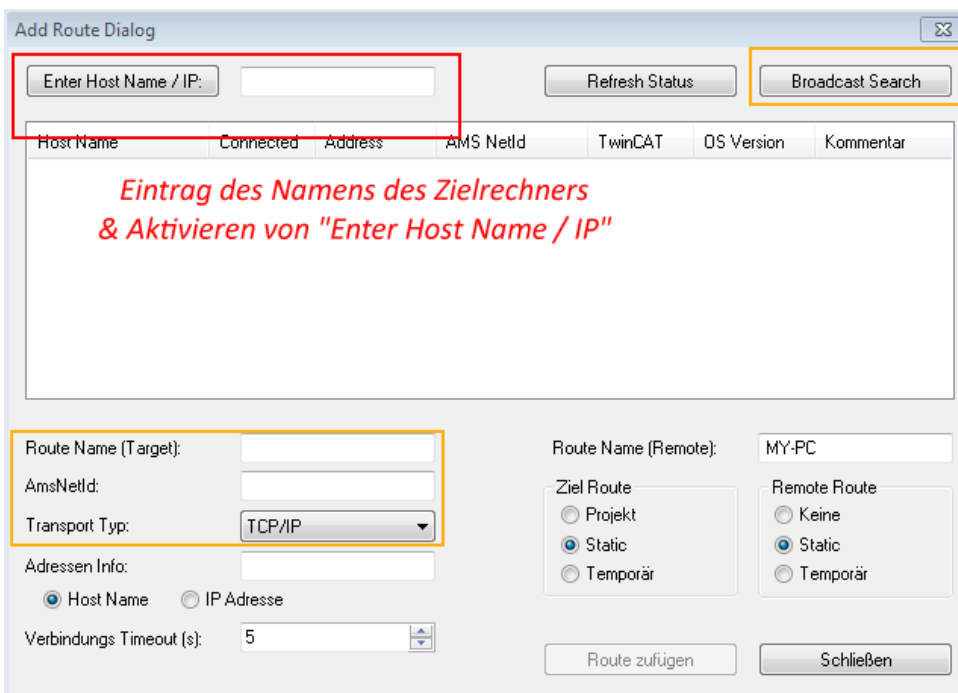 Add Route Dialog
Enter Host Name / IP:
Refresh Status
Broadcast Search
Host Name Connected Address AMS NetId TwinCAT OS Version Kommentar
Eintrag des Namens des Zielrechners
& Aktivieren von "Enter Host Name / IP"
Route Name (Target):
AmsNetId:
Transport Typ: TCP/IP
Adressen Info:
Host Name IP Adresse
Verbindungs Timeout (s): 5
Route Name (Remote): MY-PC
Ziel Route
Projekt
Static
Temporär
Remote Route
Keine
Static
Temporär
Route zufügen
Schließen